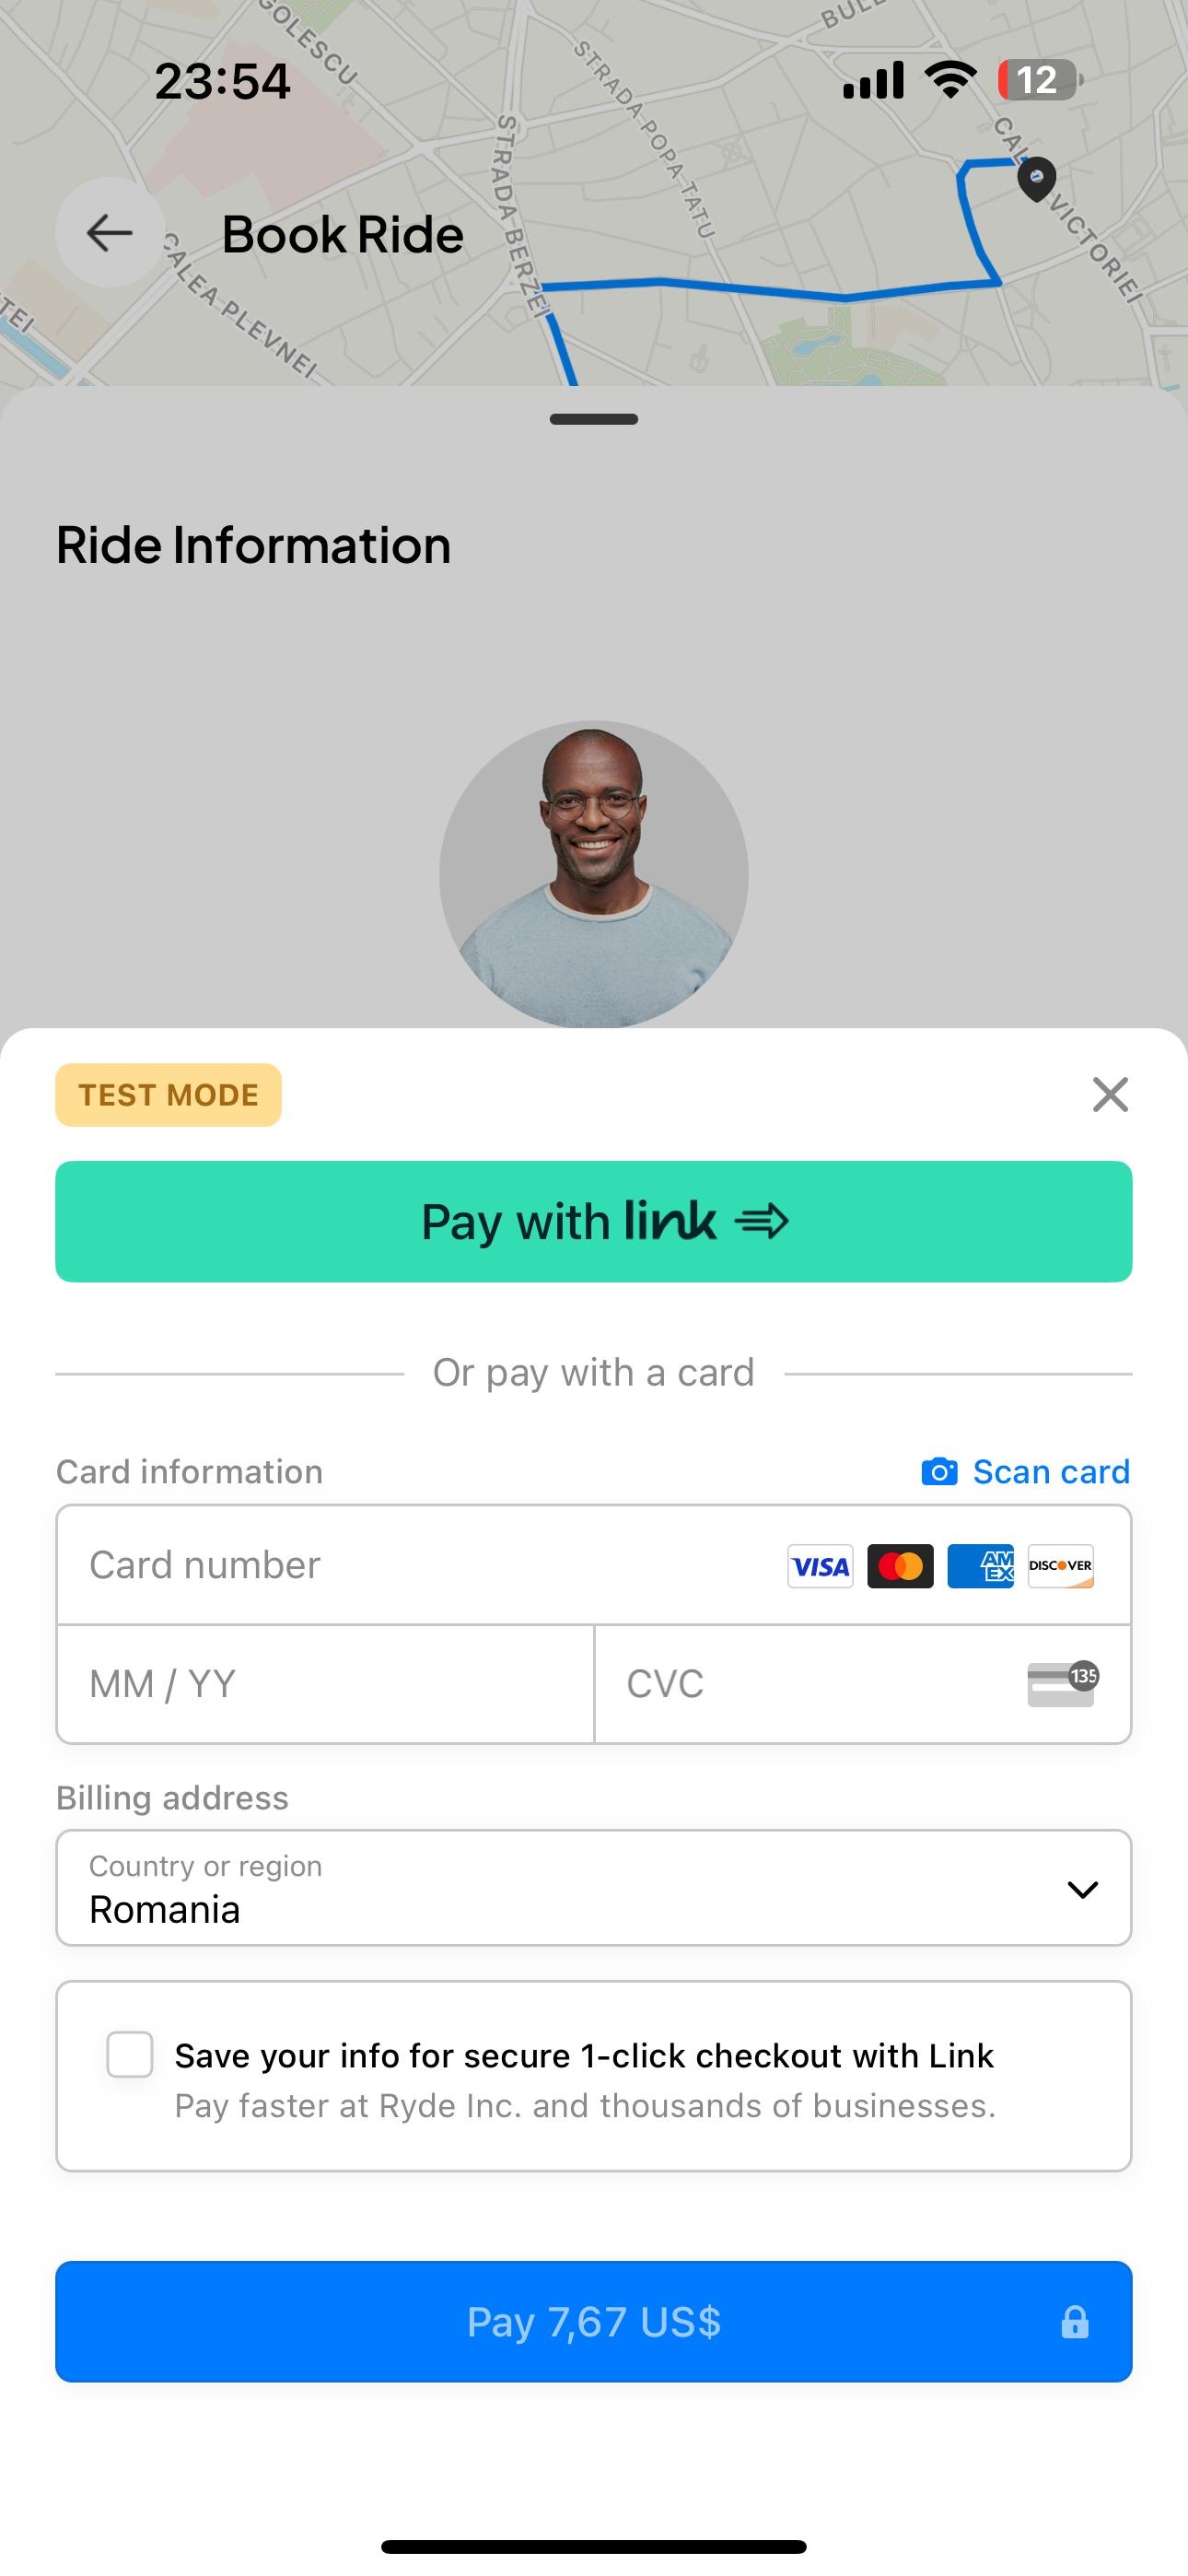 GOLESCU
BULE
23:54
12
STRADA POPA TATU
STRADA BERZEI
CAL
VICTORIEI
Book Ride
CALEA PLEVNEI
TEI
Ride Information
TEST MODE
Pay with link
Or pay with a card
Card information
Scan card
Card number
VISA
AM
EX
DISCOVER
MM / YY
CVC
135
Billing address
Country or region
Romania
Save your info for secure 1-click checkout with Link
Pay faster at Ryde Inc. and thousands of businesses.
Pay 7,67 US$